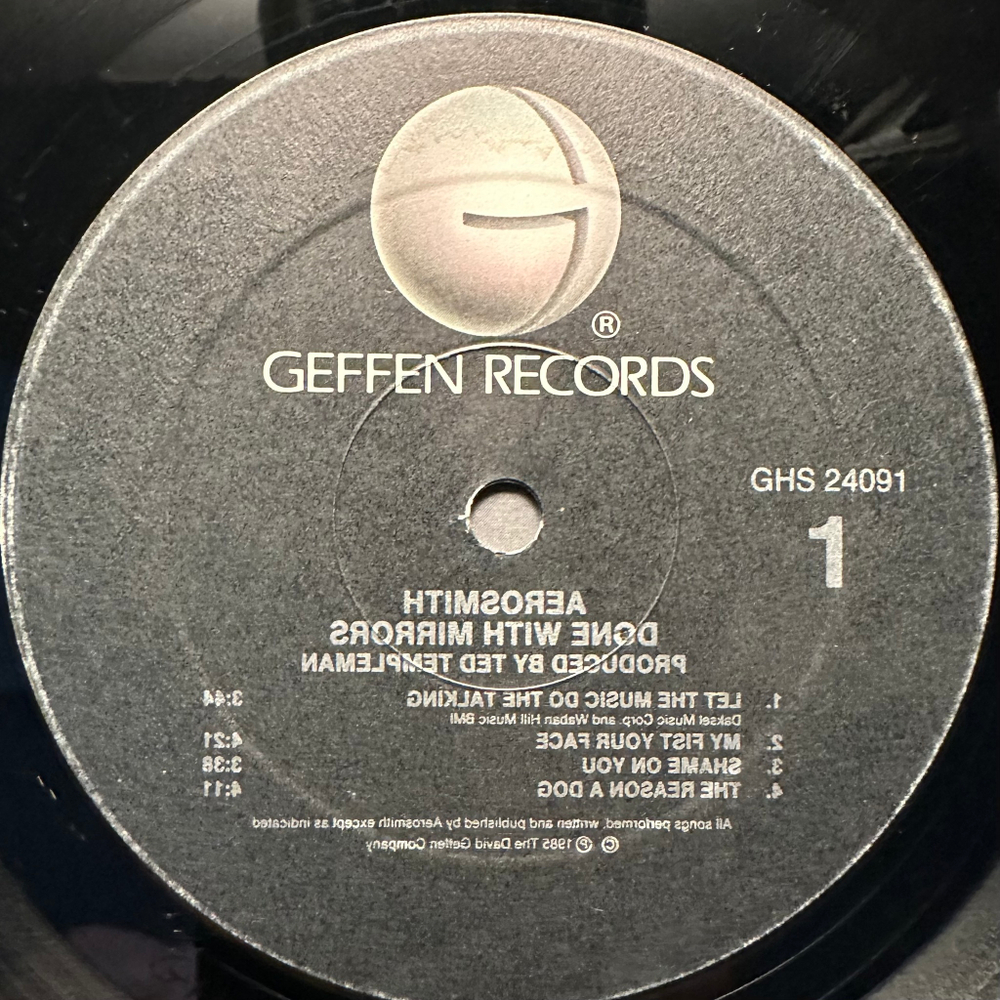 ®
GEFFEN RECORDS
GHS 24091
1
AEROSMITH
DONE WITH MIRRORS
PRODUCED BY TED TEMPLEMAN
1. LET THE MUSIC DO THE TALKING 3:44
Daksel Music Corp. and Waban Hill Music BMI
2. MY FIST YOUR FACE 4:21
3. SHAME ON YOU 3:38
4. THE REASON A DOG 4:11
All songs performed, written and published by Aerosmith except as indicated
© ℗ 1985 The David Geffen Company